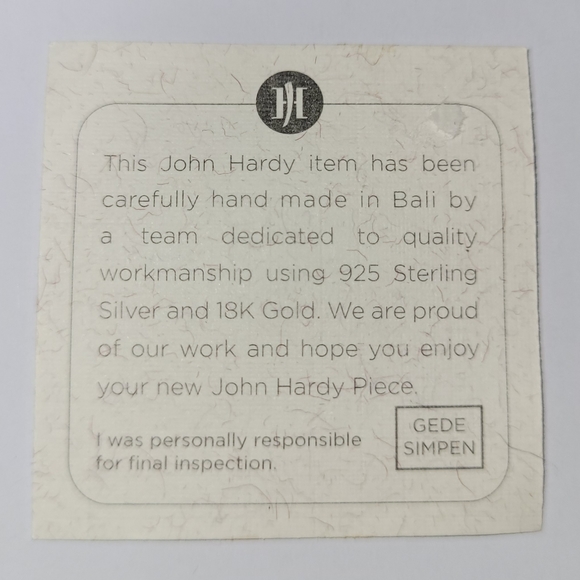 JH
This John Hardy item has been
carefully hand made in Bali by
a team dedicated to quality
workmanship using 925 Sterling
Silver and 18K Gold. We are proud
of our work and hope you enjoy
your new John Hardy Piece.
I was personally responsible
for final inspection.
GEDE
SIMPEN